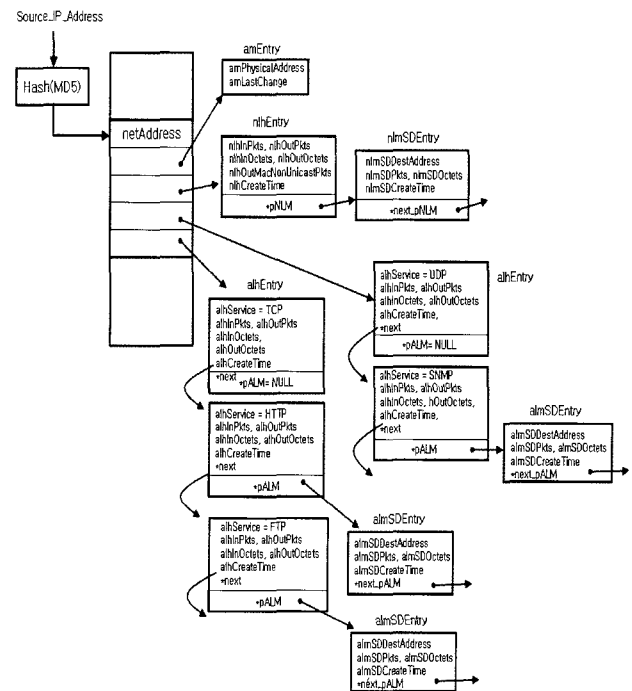 Source_IP_Address
Hash(MD5)
netAddress
amEntry
amPhysicalAddress
amLastChange
nlhEntry
nlhInPkts, nlhOutPkts
nlhInOctets, nlhOutOctets
nlhOutMacNonUnicastPkts
nlhCreateTime
*pNLM
nlmSDEntry
nlmSDDestAddress
nlmSDPkts, nlmSDOctets
nlmSDCreateTime
*next_pNLM
alhEntry
alhService = UDP
alhInPkts, alhOutPkts
alhInOctets, alhOutOctets
alhCreateTime,
*next
*pALM= NULL
alhService = SNMP
alhInPkts, alhOutPkts
alhInOctets, hOutOctets,
alhCreateTime,
*next
*pALM
almSDEntry
almSDDestAddress
almSDPkts, almSDOctets
almSDCreateTime
*next_pALM
alhEntry
alhService = TCP
alhInPkts, alhOutPkts
alhInOctets,
alhOutOctets
alhCreateTime
*next
*pALM= NULL
alhService = HTTP
alhInPkts, alhOutPkts
alhInOctets, alhOutOctets
alhCreateTime
*next
*pALM
almSDEntry
almSDDestAddress
almSDPkts, almSDOctets
almSDCreateTime
*next_pALM
alhService = FTP
alhInPkts, alhOutPkts
alhInOctets, alhOutOctets
alhCreateTime
*next
*pALM
almSDEntry
almSDDestAddress
almSDPkts, almSDOctets
almSDCreateTime
*next_pALM